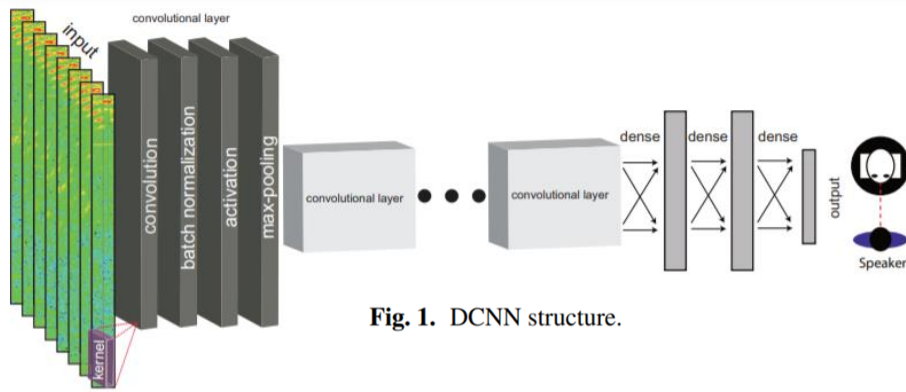 convolutional layer
input
convolution
batch normalization
activation
max-pooling
kernel
convolutional layer
convolutional layer
dense
dense
dense
output
Speaker
Fig. 1. DCNN structure.